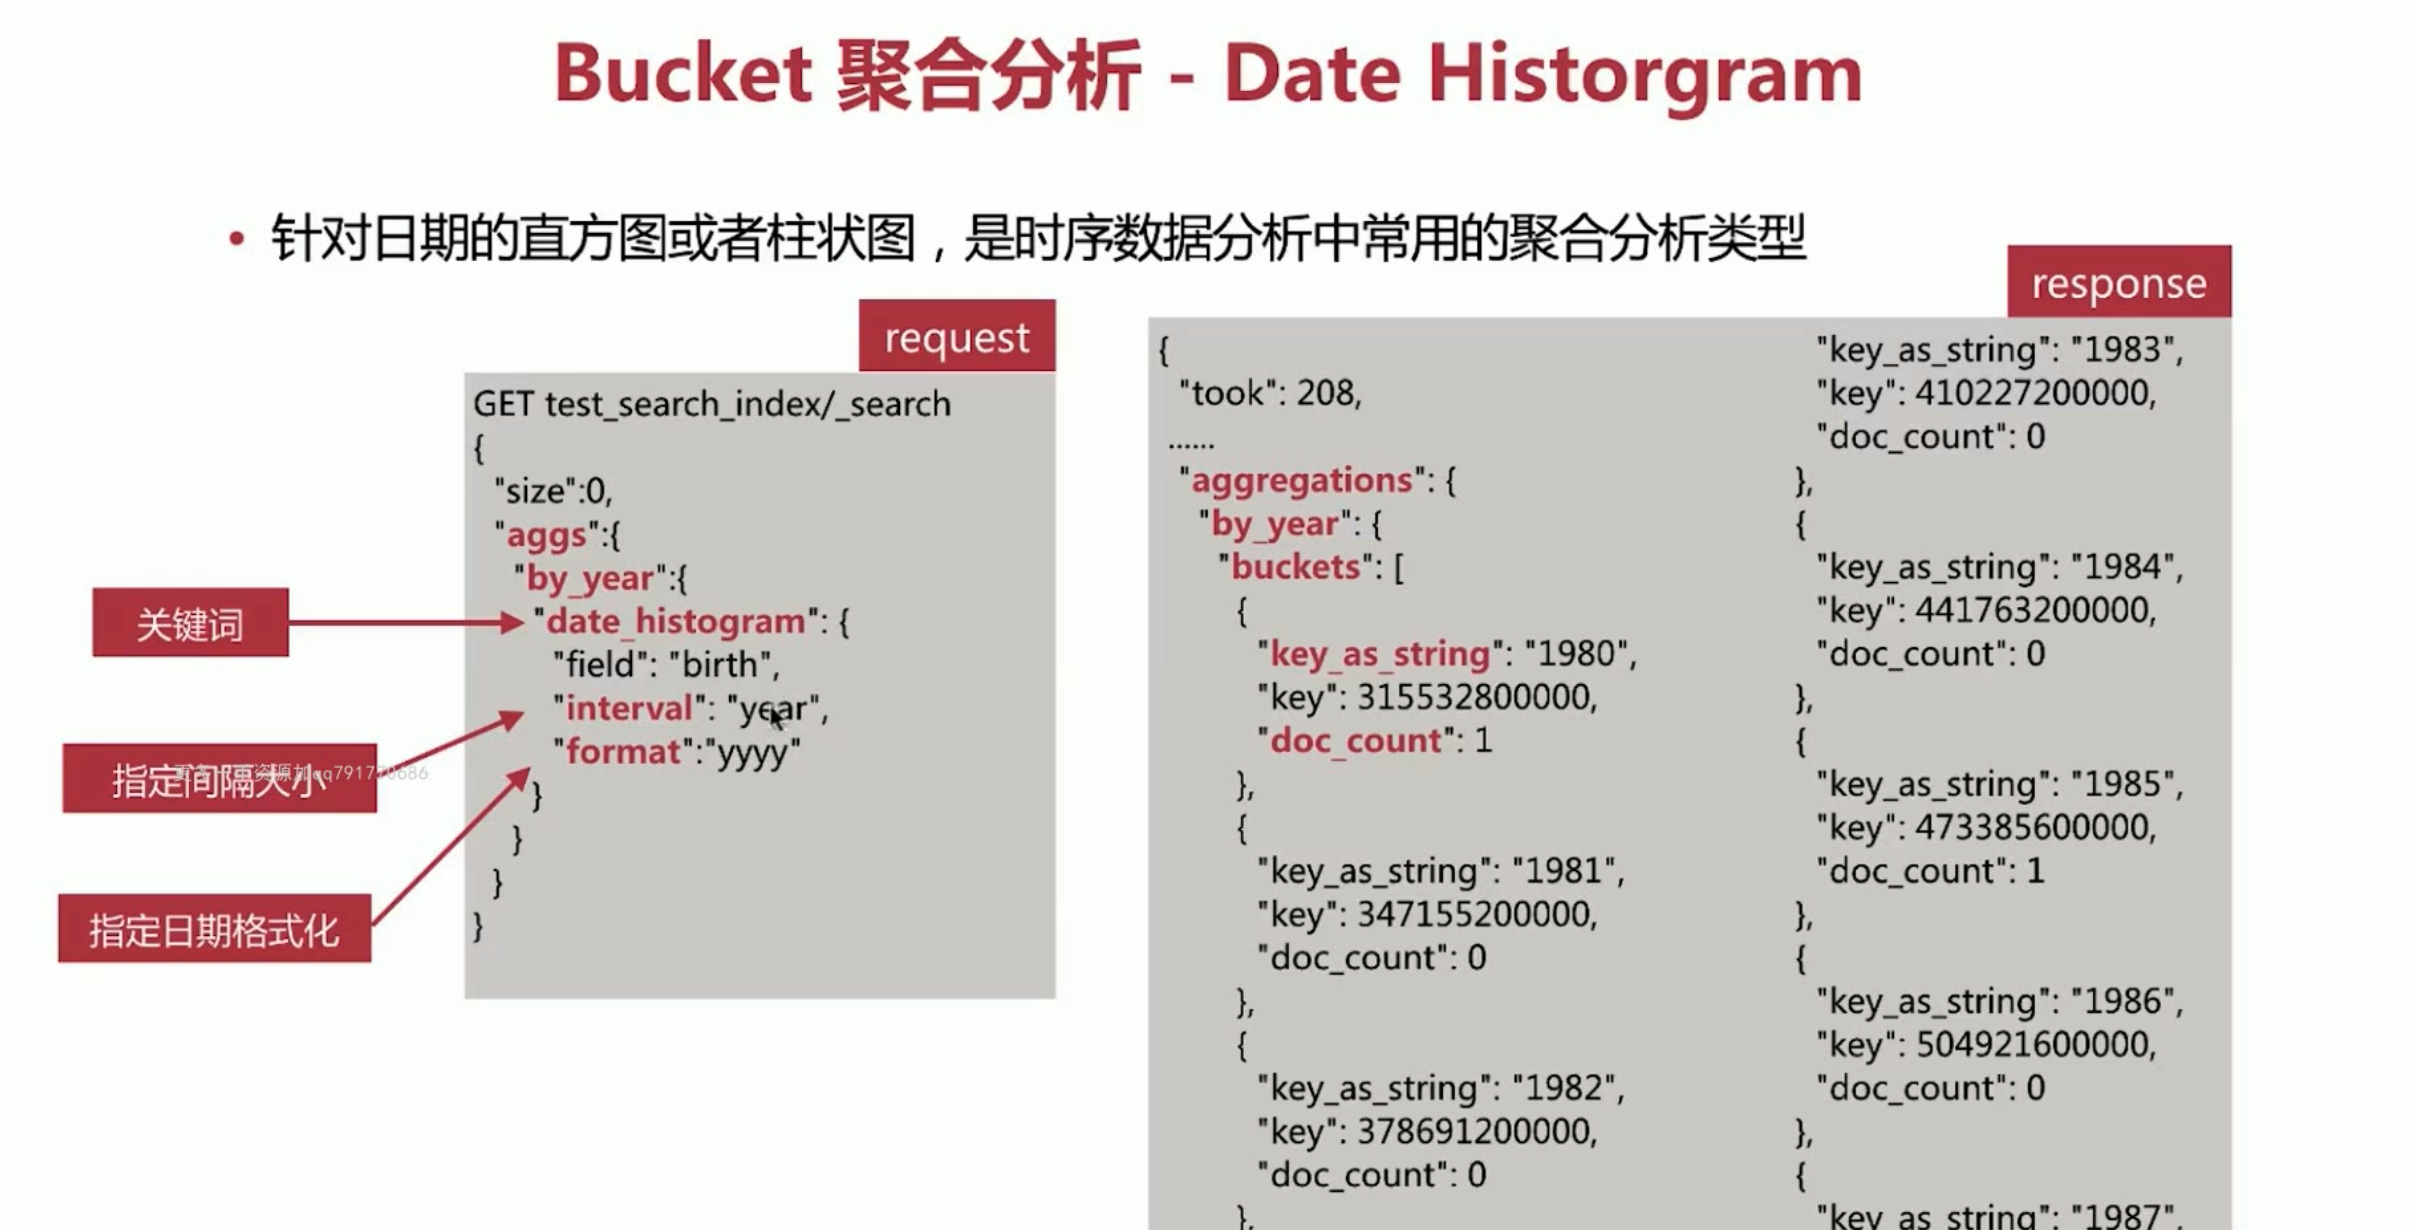 Bucket 聚合分析 - Date Historgram
• 针对日期的直方图或者柱状图，是时序数据分析中常用的聚合分析类型
request
GET test_search_index/_search
{
"size":0,
"aggs":{
"by_year":{
"date_histogram": {
"field": "birth",
"interval": "year",
"format":"yyyy"
}
}
}
}
关键词
指定间隔大小
指定日期格式化
response
{
"took": 208,
......
"aggregations": {
"by_year": {
"buckets": [
{
"key_as_string": "1980",
"key": 315532800000,
"doc_count": 1
},
{
"key_as_string": "1981",
"key": 347155200000,
"doc_count": 0
},
{
"key_as_string": "1982",
"key": 378691200000,
"doc_count": 0
},
"key_as_string": "1983",
"key": 410227200000,
"doc_count": 0
},
{
"key_as_string": "1984",
"key": 441763200000,
"doc_count": 0
},
{
"key_as_string": "1985",
"key": 473385600000,
"doc_count": 1
},
{
"key_as_string": "1986",
"key": 504921600000,
"doc_count": 0
},
{
"key_as_string": "1987",